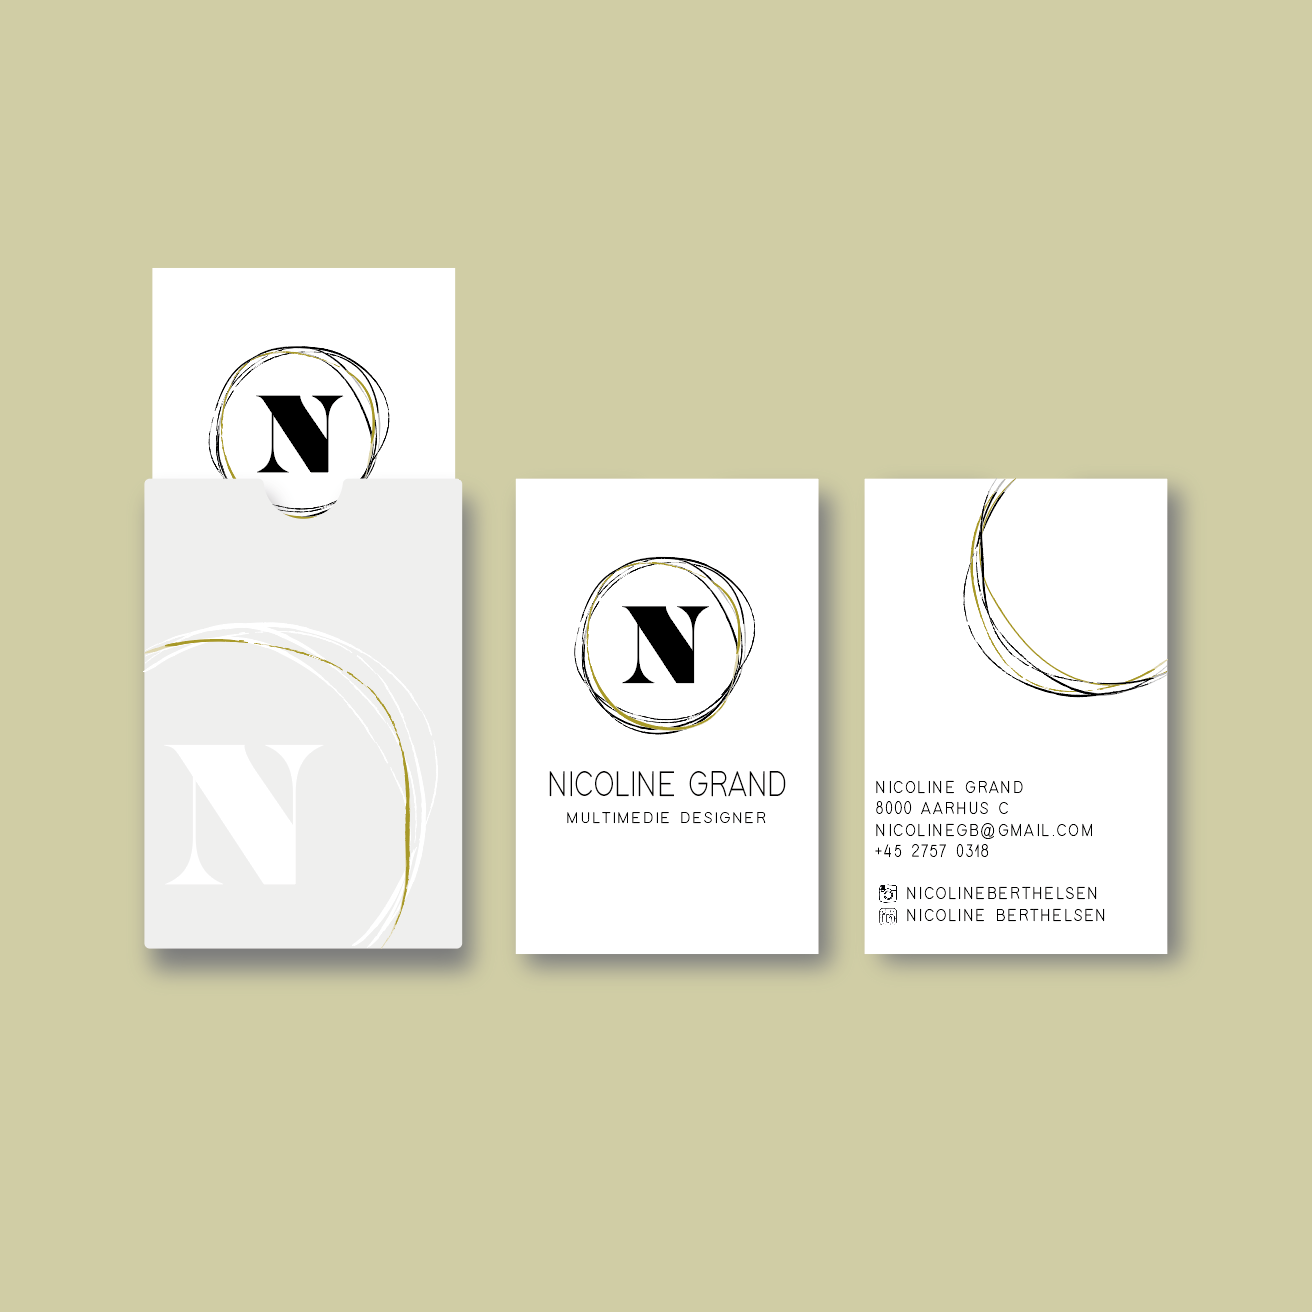 N
N
N
NICOLINE GRAND
MULTIMEDIE DESIGNER
NICOLINE GRAND
8000 AARHUS C
NICOLINEGB@GMAIL.COM
+45 2757 0318
NICOLINEBERTHELSEN
NICOLINE BERTHELSEN